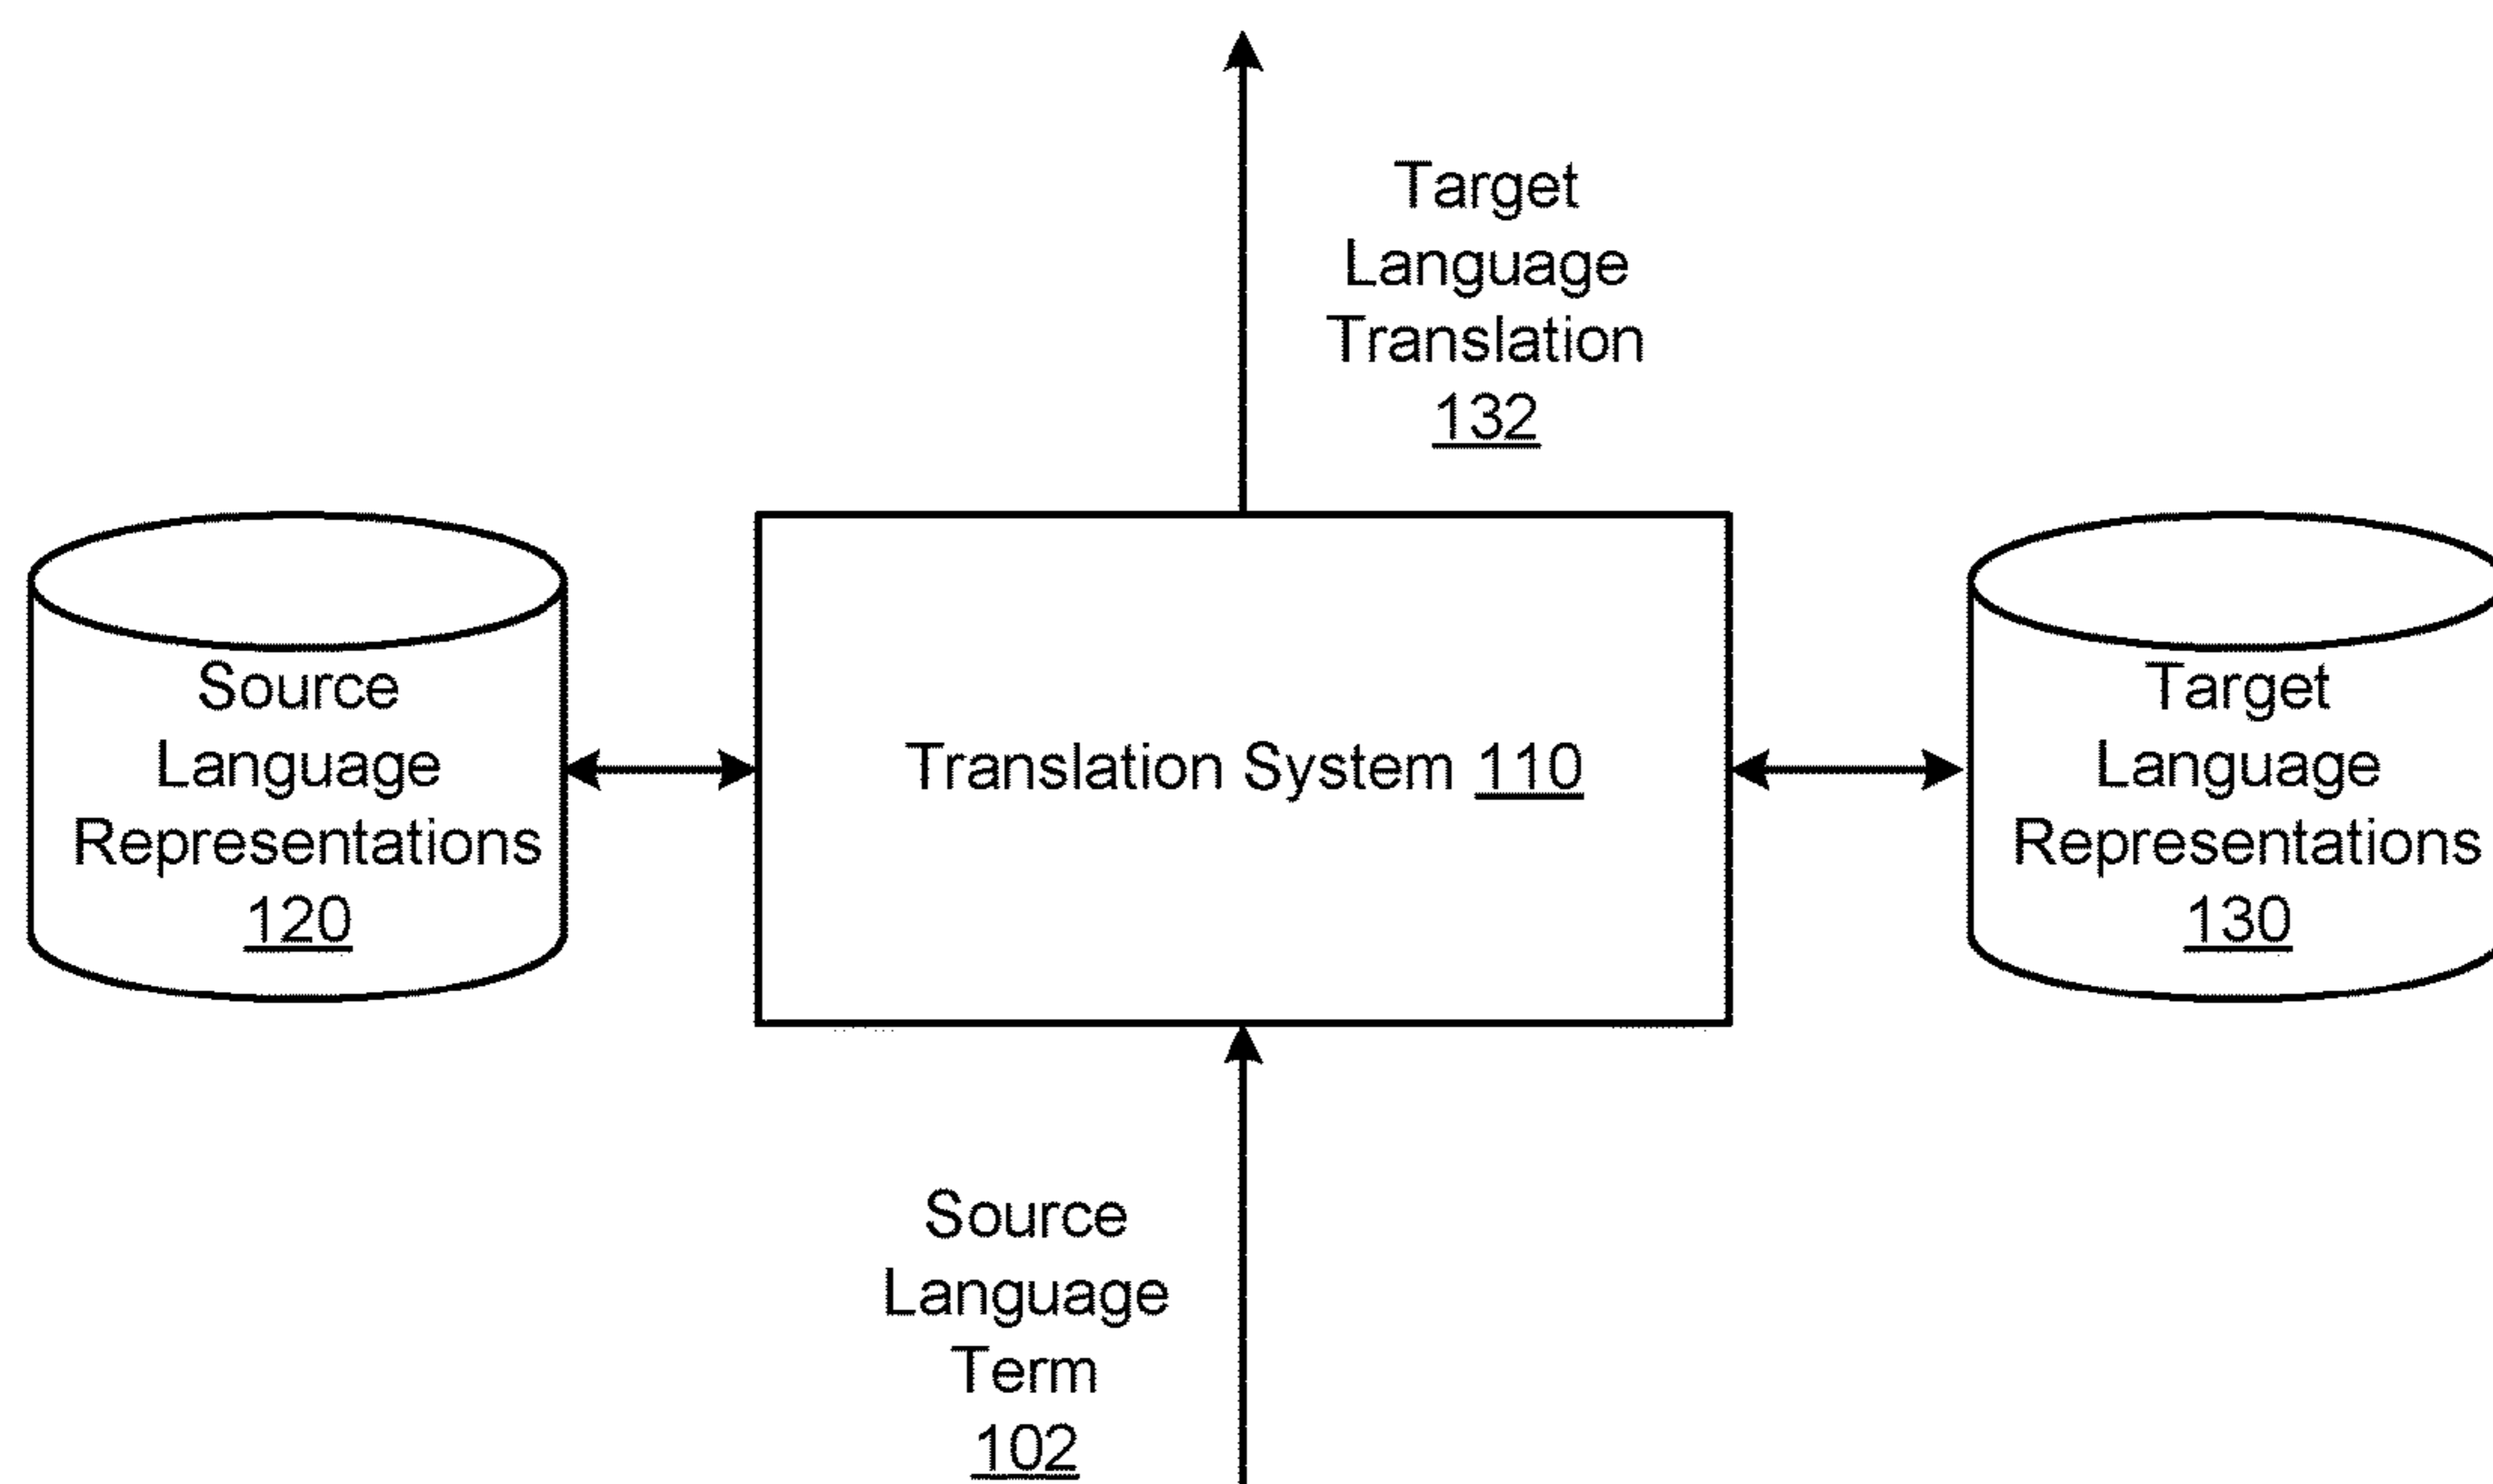 Target
Language
Translation
132
Source
Language
Representations
120
Translation System 110
Target
Language
Representations
130
Source
Language
Term
102